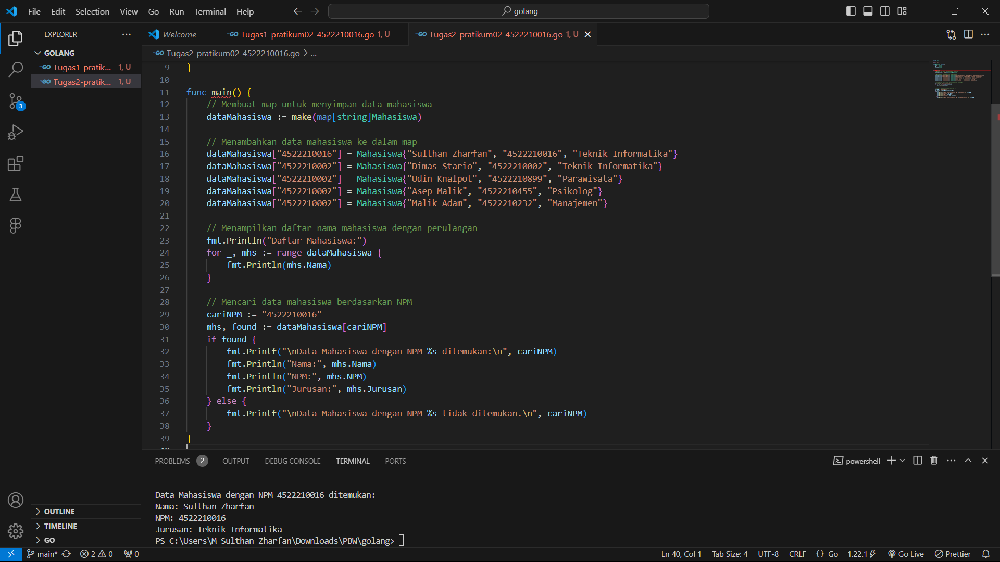 File Edit Selection View Go Run Terminal Help
golang
EXPLORER
Welcome
Tugas1-pratikum02-4522210016.go 1, U
Tugas2-pratikum02-4522210016.go 1, U
GOLANG
Tugas1-pratik... 1, U
Tugas2-pratik... 1, U
3
Tugas2-pratikum02-4522210016.go > ...
9 }
10
11 func main() {
12 // Membuat map untuk menyimpan data mahasiswa
13 dataMahasiswa := make(map[string]Mahasiswa)
14
15 // Menambahkan data mahasiswa ke dalam map
16 dataMahasiswa["4522210016"] = Mahasiswa{"Sulthan Zharfan", "4522210016", "Teknik Informatika"}
17 dataMahasiswa["4522210002"] = Mahasiswa{"Dimas Stario", "4522210002", "Teknik Informatika"}
18 dataMahasiswa["4522210002"] = Mahasiswa{"Udin Knalpot", "4522210899", "Parawisata"}
19 dataMahasiswa["4522210002"] = Mahasiswa{"Asep Malik", "4522210455", "Psikolog"}
20 dataMahasiswa["4522210002"] = Mahasiswa{"Malik Adam", "4522210232", "Manajemen"}
21
22 // Menampilkan daftar nama mahasiswa dengan perulangan
23 fmt.Println("Daftar Mahasiswa:")
24 for _, mhs := range dataMahasiswa {
25 fmt.Println(mhs.Nama)
26 }
27
28 // Mencari data mahasiswa berdasarkan NPM
29 cariNPM := "4522210016"
30 mhs, found := dataMahasiswa[cariNPM]
31 if found {
32 fmt.Printf("\nData Mahasiswa dengan NPM %s ditemukan:\n", cariNPM)
33 fmt.Println("Nama:", mhs.Nama)
34 fmt.Println("NPM:", mhs.NPM)
35 fmt.Println("Jurusan:", mhs.Jurusan)
36 } else {
37 fmt.Printf("\nData Mahasiswa dengan NPM %s tidak ditemukan.\n", cariNPM)
38 }
39 }
PROBLEMS 2 OUTPUT DEBUG CONSOLE TERMINAL PORTS
powershell
Data Mahasiswa dengan NPM 4522210016 ditemukan:
Nama: Sulthan Zharfan
NPM: 4522210016
Jurusan: Teknik Informatika
PS C:\Users\M Sulthan Zharfan\Downloads\PBW\golang>
OUTLINE
TIMELINE
GO
main* 2 0 0
Ln 40, Col 1 Tab Size: 4 UTF-8 CRLF {} Go 1.22.1 Go Live Prettier